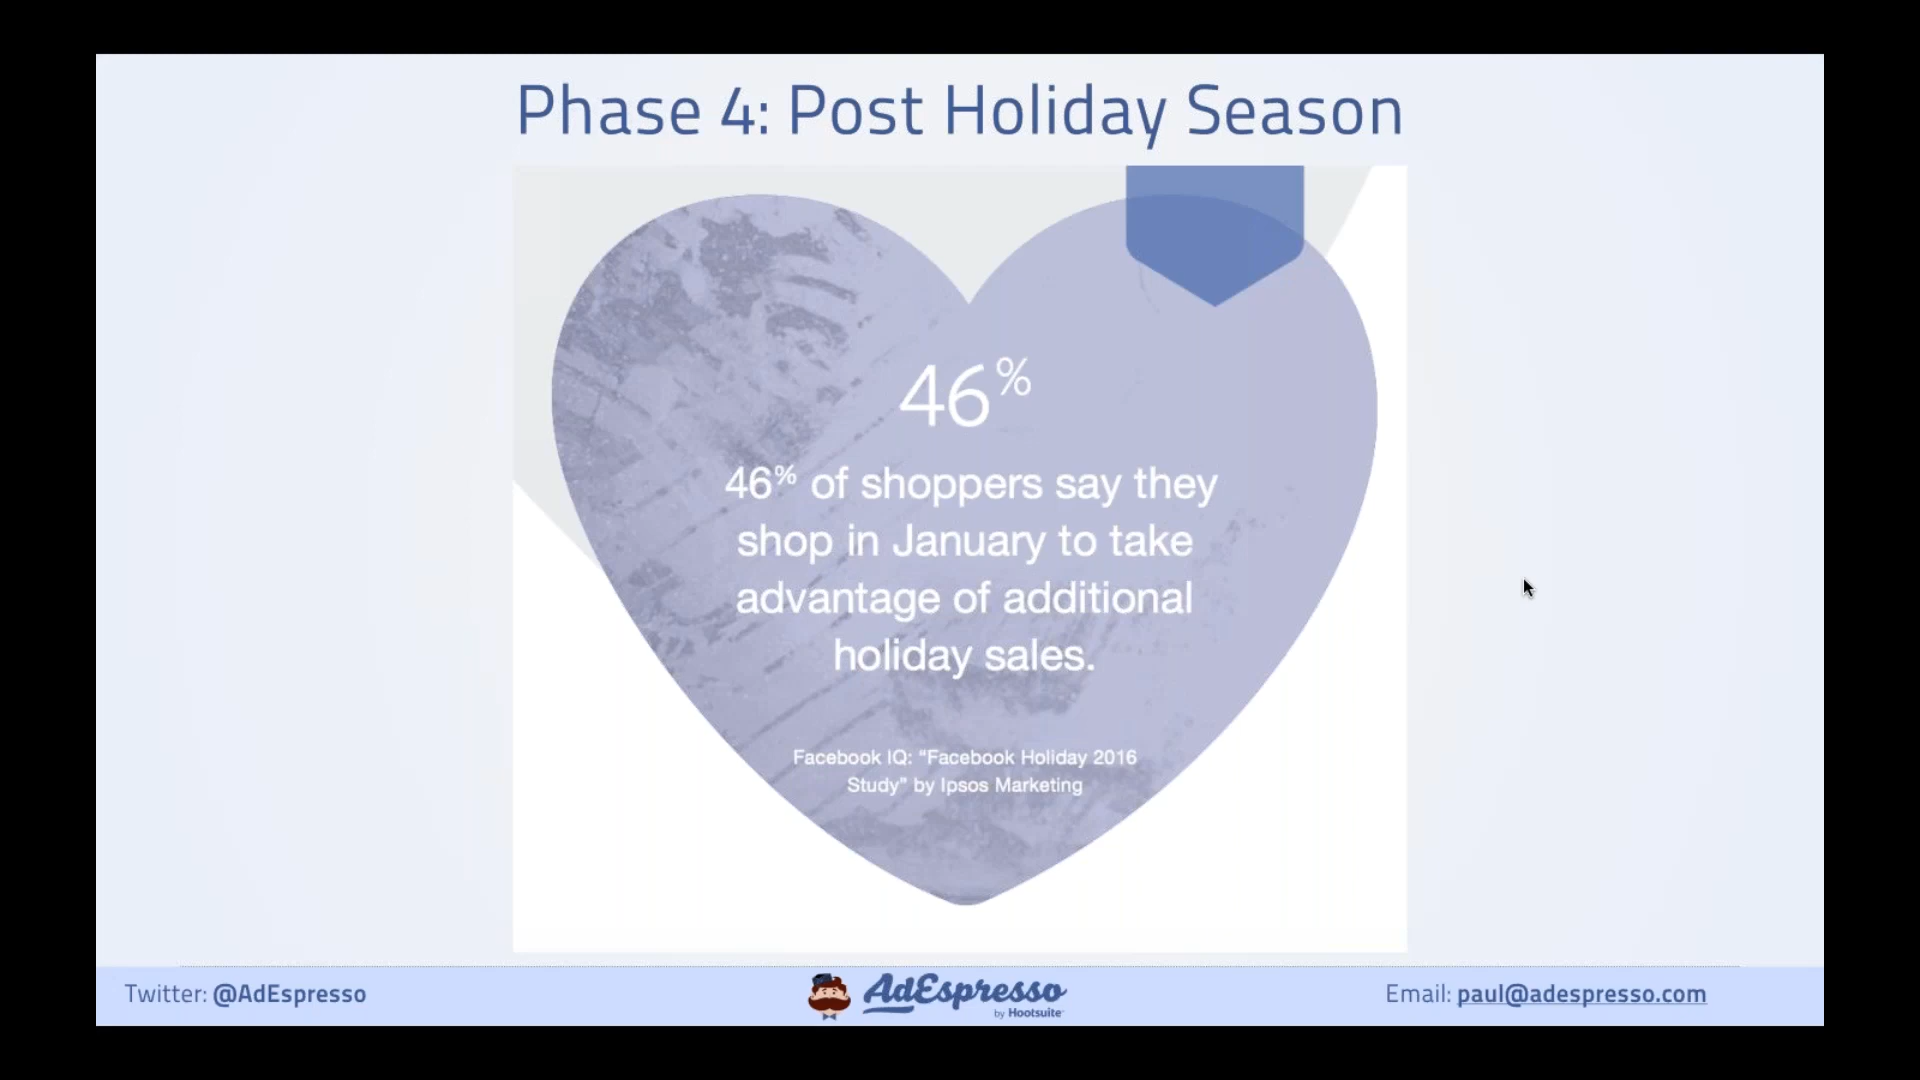 Phase 4: Post Holiday Season
46%
46% of shoppers say they
shop in January to take
advantage of additional
holiday sales.
Facebook IQ: “Facebook Holiday 2016
Study” by Ipsos Marketing
Twitter: @AdEspresso
AdEspresso
by Hootsuite
Email: paul@adespresso.com